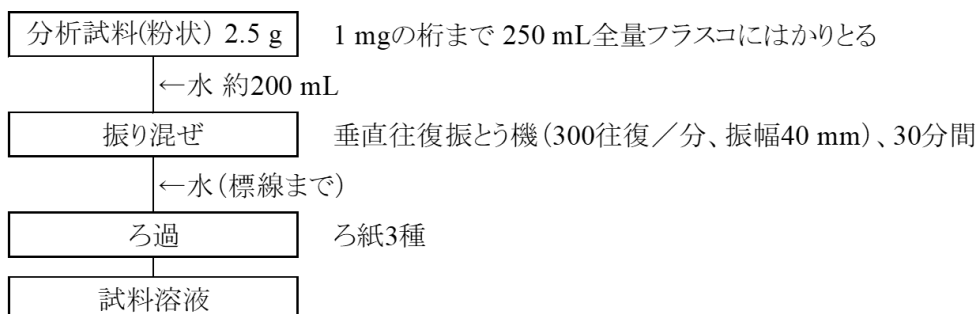 分析試料(粉状) 2.5 g 1 mgの桁まで 250 mL全量フラスコにはかりとる
←水 約200 mL
振り混ぜ 垂直往復振とう機(300往復/分、振幅40 mm)、30分間
←水(標線まで)
ろ過 ろ紙3種
試料溶液